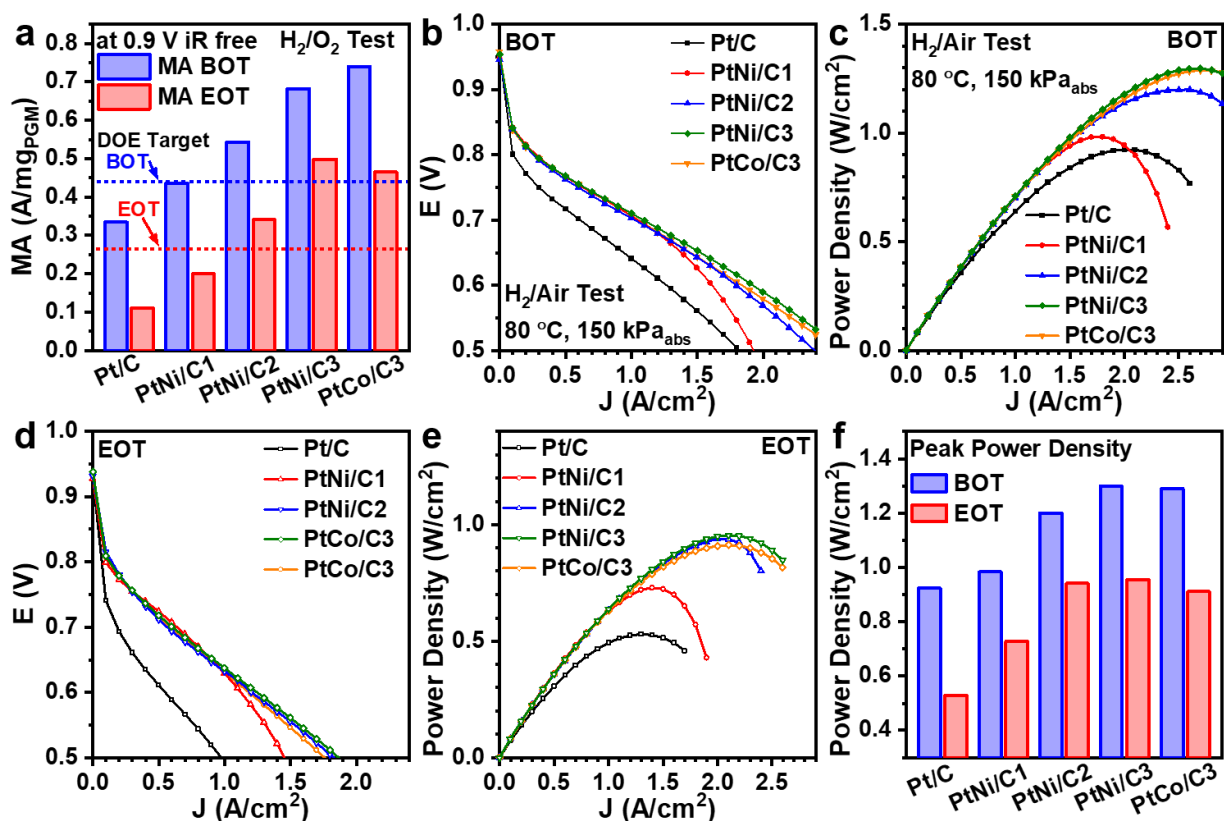 a
at 0.9 V iR free
H2/O2 Test
MA BOT
MA EOT
DOE Target
BOT
EOT
MA (A/mgPGM)
0.8
0.7
0.6
0.5
0.4
0.3
0.2
0.1
0.0
Pt/C
PtNi/C1
PtNi/C2
PtNi/C3
PtCo/C3
b
BOT
Pt/C
PtNi/C1
PtNi/C2
PtNi/C3
PtCo/C3
H2/Air Test
80 °C, 150 kPaabs
E (V)
1.0
0.9
0.8
0.7
0.6
0.5
0.0 0.5 1.0 1.5 2.0
J (A/cm2)
c
H2/Air Test
BOT
80 °C, 150 kPaabs
Pt/C
PtNi/C1
PtNi/C2
PtNi/C3
PtCo/C3
Power Density (W/cm2)
1.5
1.0
0.5
0.0
0.0 0.5 1.0 1.5 2.0 2.5
J (A/cm2)
d
EOT
Pt/C
PtNi/C1
PtNi/C2
PtCo/C3
PtCo/C3
E (V)
1.0
0.9
0.8
0.7
0.6
0.5
0.0 0.5 1.0 1.5 2.0
J (A/cm2)
e
EOT
Pt/C
PtNi/C1
PtNi/C2
PtNi/C3
PtCo/C3
Power Density (W/cm2)
1.0
0.5
0.0
0.0 0.5 1.0 1.5 2.0 2.5
J (A/cm2)
f
Peak Power Density
BOT
EOT
Power Density (W/cm2)
1.4
1.2
1.0
0.8
0.6
0.4
Pt/C
PtNi/C1
PtNi/C2
PtNi/C3
PtCo/C3